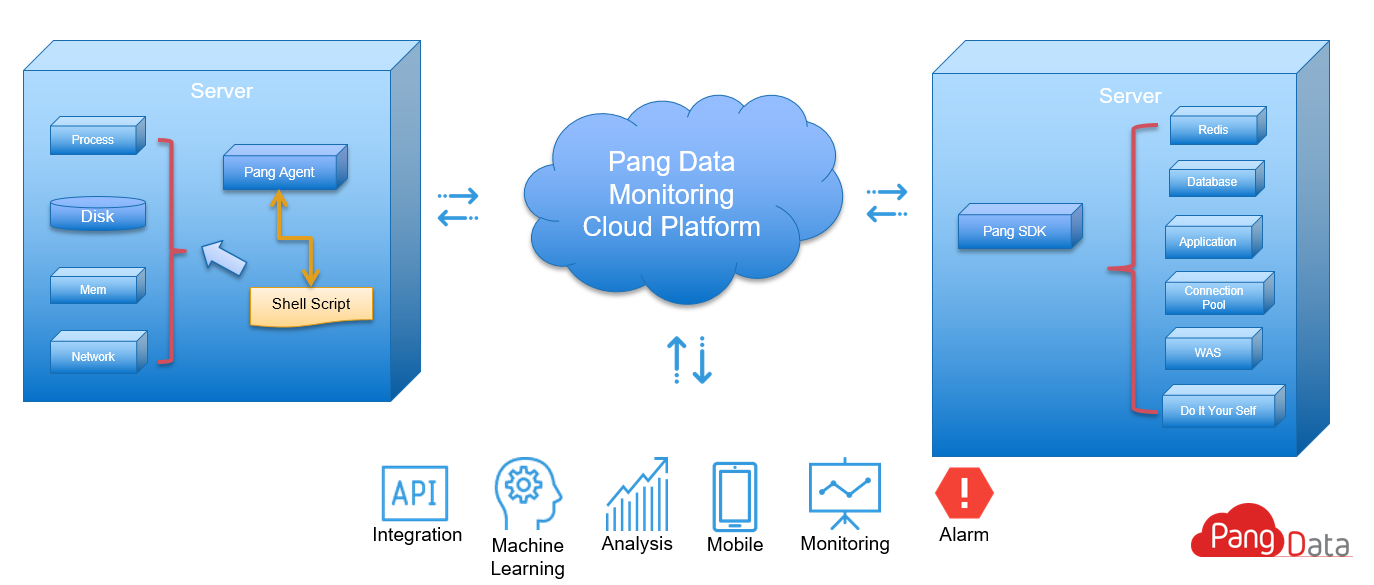 Server
Process
Disk
Mem
Network
Pang Agent
Shell Script
Pang Data
Monitoring
Cloud Platform
Server
Pang SDK
Redis
Database
Application
Connection
Pool
WAS
Do It Your Self
API
Integration
Machine
Learning
Analysis
Mobile
Monitoring
!
Alarm
Pang Data